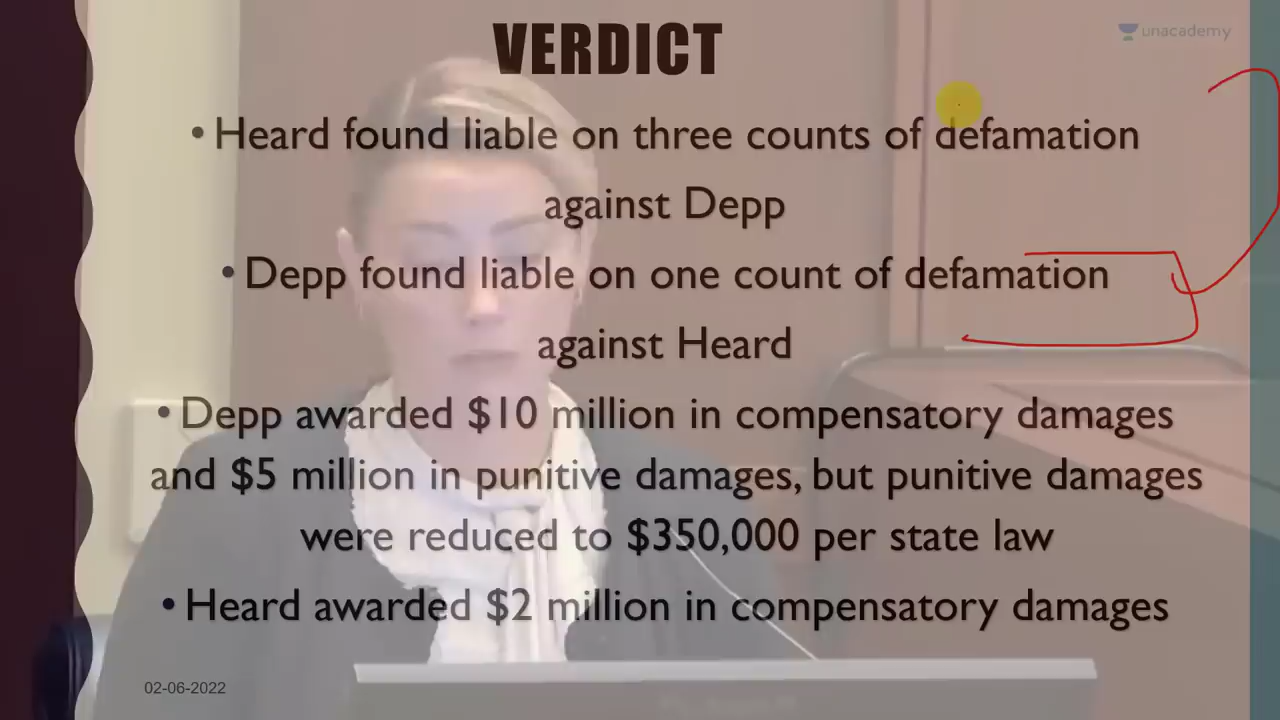 VERDICT
unacademy
• Heard found liable on three counts of defamation
against Depp
• Depp found liable on one count of defamation
against Heard
• Depp awarded $10 million in compensatory damages
and $5 million in punitive damages, but punitive damages
were reduced to $350,000 per state law
• Heard awarded $2 million in compensatory damages
02-06-2022